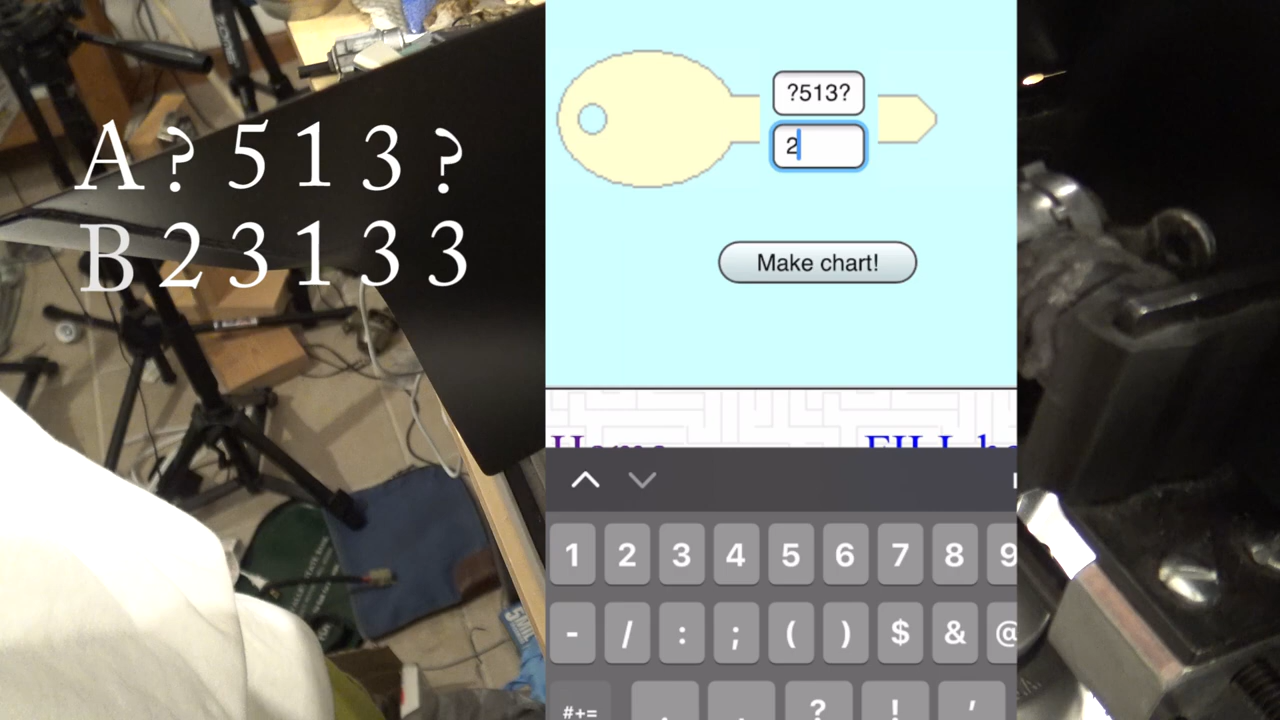 A ? 5 1 3 ?
B 2 3 1 3 3
?513?
2
Make chart!
1 2 3 4 5 6 7 8 9
- / : ; ( ) $ & @
#+= . , ? ! '